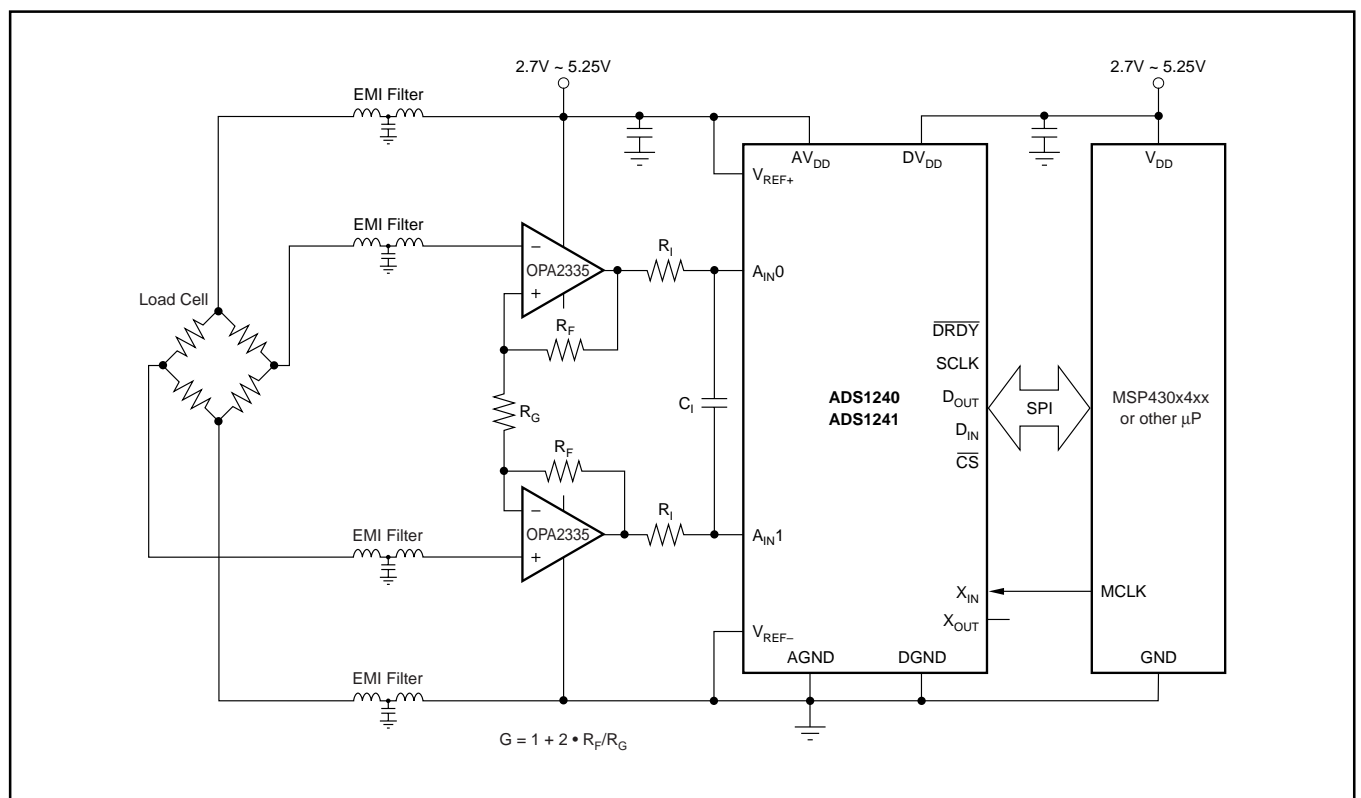 2.7V ~ 5.25V
2.7V ~ 5.25V
EMI Filter
AVDD
DVDD
VDD
VREF+
EMI Filter
−
OPA2335
+
RI
AIN0
Load Cell
RF
DRDY
SCLK
RG
CI
ADS1240
ADS1241
DOUT
DIN
CS
SPI
MSP430x4xx
or other µP
RF
−
OPA2335
+
RI
AIN1
EMI Filter
XIN
MCLK
XOUT
VREF−
AGND
DGND
GND
EMI Filter
G = 1 + 2 • RF/RG